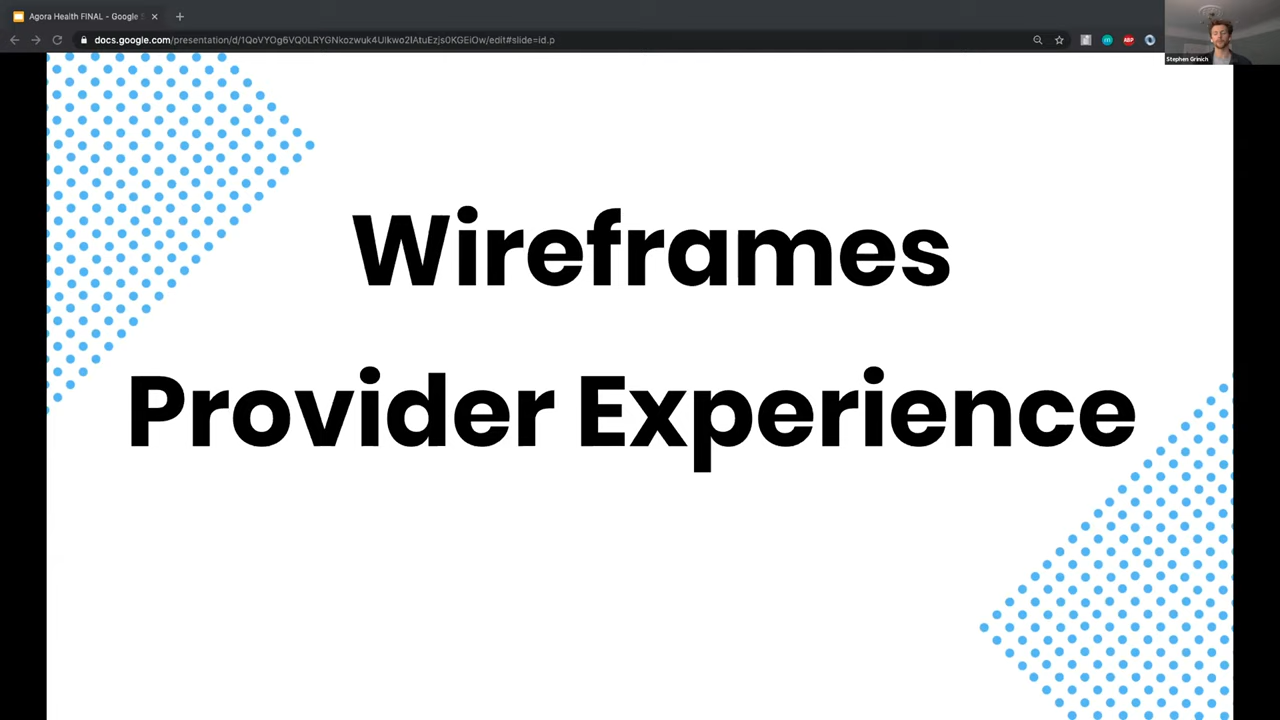 Agora Health FINAL - Google
docs.google.com/presentation/d/1QoVYOg6VQ0LRYGNkozwuk4UIkwo2IAtuEzjs0KGEiOw/edit#slide=id.p
Stephen Grinich
Wireframes
Provider Experience